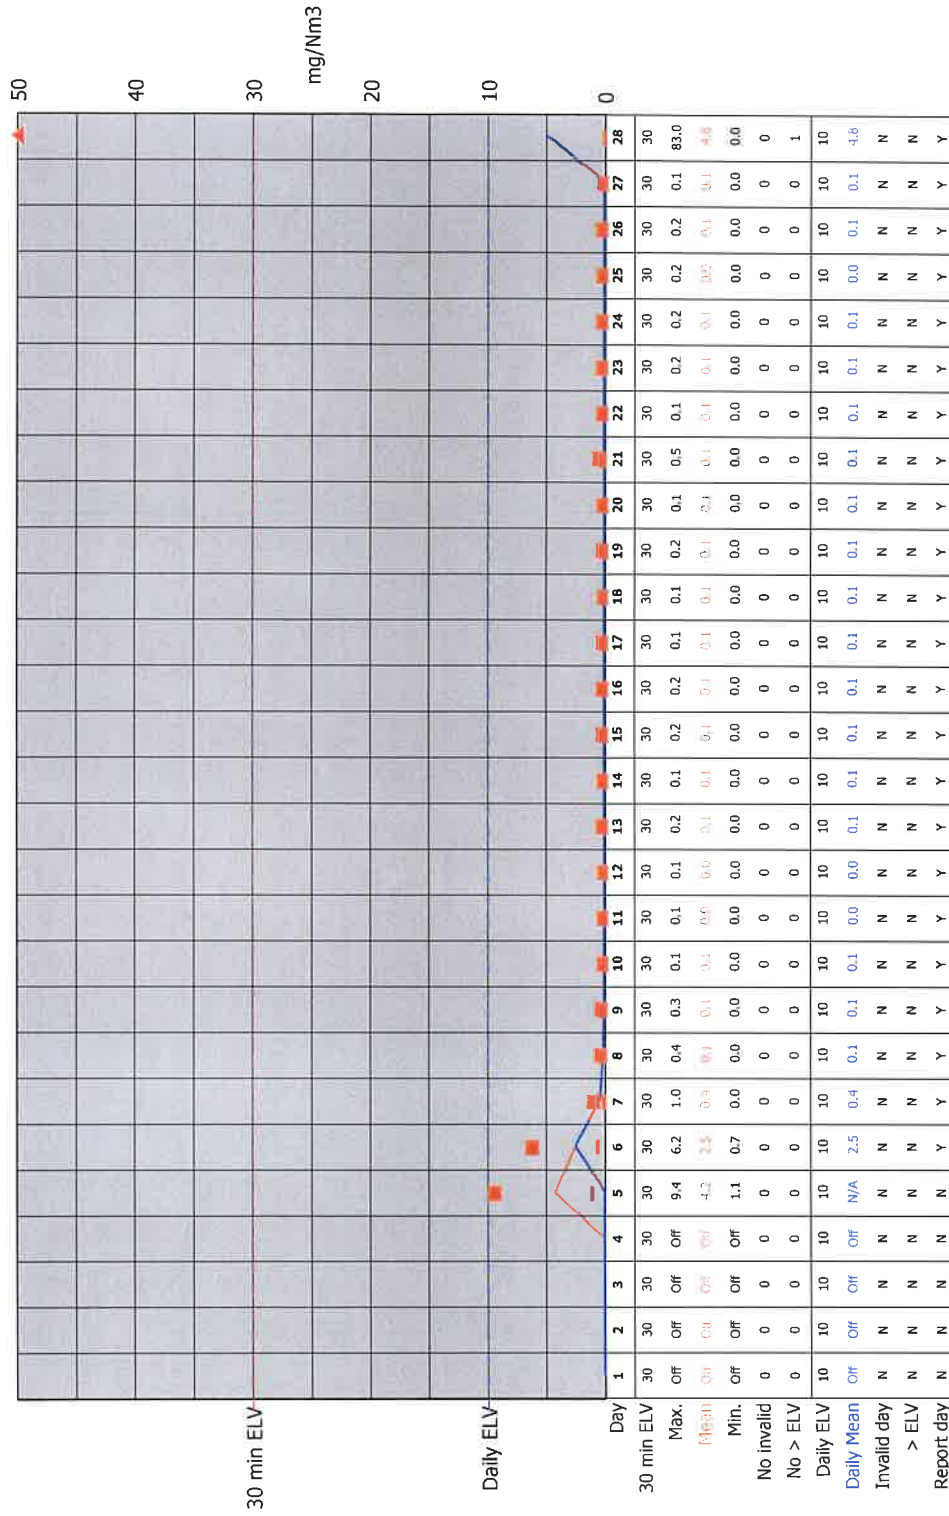 50
40
30
20
10
0
mg/Nm3
30 min ELV
Daily ELV
Day 1 2 3 4 5 6 7 8 9 10 11 12 13 14 15 16 17 18 19 20 21 22 23 24 25 26 27 28
30 min ELV 30 30 30 30 30 30 30 30 30 30 30 30 30 30 30 30 30 30 30 30 30 30 30 30 30 30 30 30
Max. Off Off Off Off 9.4 6.2 1.0 0.4 0.3 0.1 0.1 0.1 0.2 0.1 0.2 0.2 0.1 0.1 0.2 0.1 0.5 0.1 0.2 0.2 0.2 0.2 0.1 83.0
Mean Off Off Off Off 4.2 2.5 0.4 0.1 0.1 0.1 0.0 0.0 0.1 0.1 0.1 0.1 0.1 0.1 0.1 0.1 0.1 0.1 0.1 0.1 0.0 0.1 0.1 4.8
Min. Off Off Off Off 1.1 0.7 0.0 0.0 0.0 0.0 0.0 0.0 0.0 0.0 0.0 0.0 0.0 0.0 0.0 0.0 0.0 0.0 0.0 0.0 0.0 0.0 0.0 0.0
No invalid 0 0 0 0 0 0 0 0 0 0 0 0 0 0 0 0 0 0 0 0 0 0 0 0 0 0 0 0
No > ELV 0 0 0 0 0 0 0 0 0 0 0 0 0 0 0 0 0 0 0 0 0 0 0 0 0 0 0 1
Daily ELV 10 10 10 10 10 10 10 10 10 10 10 10 10 10 10 10 10 10 10 10 10 10 10 10 10 10 10 10
Daily Mean Off Off Off Off N/A 2.5 0.4 0.1 0.1 0.1 0.0 0.0 0.1 0.1 0.1 0.1 0.1 0.1 0.1 0.1 0.1 0.1 0.1 0.1 0.0 0.1 0.1 4.8
Invalid day N N N N N N N N N N N N N N N N N N N N N N N N N N N N
> ELV N N N N N N N N N N N N N N N N N N N N N N N N N N N N
Report day N N N N N Y Y Y Y Y Y Y Y Y Y Y Y Y Y Y Y Y Y Y Y Y Y Y